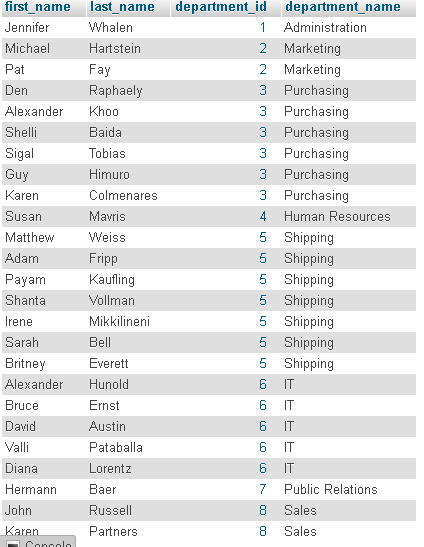 first_name last_name department_id department_name
Jennifer Whalen 1 Administration
Michael Hartstein 2 Marketing
Pat Fay 2 Marketing
Den Raphaely 3 Purchasing
Alexander Khoo 3 Purchasing
Shelli Baida 3 Purchasing
Sigal Tobias 3 Purchasing
Guy Himuro 3 Purchasing
Karen Colmenares 3 Purchasing
Susan Mavris 4 Human Resources
Matthew Weiss 5 Shipping
Adam Fripp 5 Shipping
Payam Kaufling 5 Shipping
Shanta Vollman 5 Shipping
Irene Mikkilineni 5 Shipping
Sarah Bell 5 Shipping
Britney Everett 5 Shipping
Alexander Hunold 6 IT
Bruce Ernst 6 IT
David Austin 6 IT
Valli Pataballa 6 IT
Diana Lorentz 6 IT
Hermann Baer 7 Public Relations
John Russell 8 Sales
Karen Partners 8 Sales
Console